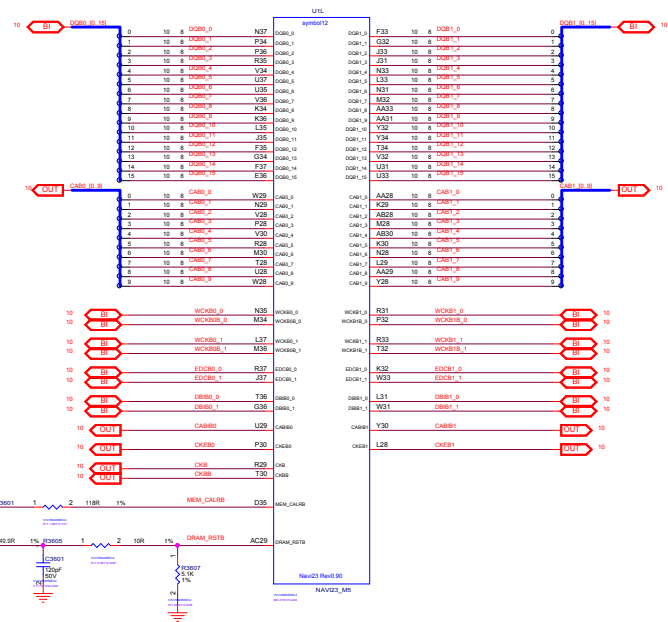 U1L
symbol12
BI DQB0_[0..15] DQB1_[0..15] BI 10
0 10 8 DQB0_0 N37 DQB0_0 DQB1_0 F33 10 8 DQB1_0 0
1 10 8 DQB0_1 P34 DQB0_1 DQB1_1 G32 10 8 DQB1_1 1
2 10 8 DQB0_2 P36 DQB0_2 DQB1_2 J33 10 8 DQB1_2 2
3 10 8 DQB0_3 R35 DQB0_3 DQB1_3 J31 10 8 DQB1_3 3
4 10 8 DQB0_4 V34 DQB0_4 DQB1_4 N33 10 8 DQB1_4 4
5 10 8 DQB0_5 U37 DQB0_5 DQB1_5 L33 10 8 DQB1_5 5
6 10 8 DQB0_6 U35 DQB0_6 DQB1_6 N31 10 8 DQB1_6 6
7 10 8 DQB0_7 V36 DQB0_7 DQB1_7 M32 10 8 DQB1_7 7
8 10 8 DQB0_8 K34 DQB0_8 DQB1_8 AA33 10 8 DQB1_8 8
9 10 8 DQB0_9 K36 DQB0_9 DQB1_9 AA31 10 8 DQB1_9 9
10 10 8 DQB0_10 L35 DQB0_10 DQB1_10 Y32 10 8 DQB1_10 10
11 10 8 DQB0_11 J35 DQB0_11 DQB1_11 Y34 10 8 DQB1_11 11
12 10 8 DQB0_12 F35 DQB0_12 DQB1_12 T34 10 8 DQB1_12 12
13 10 8 DQB0_13 G34 DQB0_13 DQB1_13 V32 10 8 DQB1_13 13
14 10 8 DQB0_14 F37 DQB0_14 DQB1_14 U31 10 8 DQB1_14 14
15 10 8 DQB0_15 E36 DQB0_15 DQB1_15 U33 10 8 DQB1_15 15
10 OUT CAB0_[0..9] CAB1_[0..9] OUT 10
0 10 8 CAB0_0 W29 CAB0_0 CAB1_0 AA28 10 8 CAB1_0 0
1 10 8 CAB0_1 N29 CAB0_1 CAB1_1 K29 10 8 CAB1_1 1
2 10 8 CAB0_2 V28 CAB0_2 CAB1_2 AB28 10 8 CAB1_2 2
3 10 8 CAB0_3 P28 CAB0_3 CAB1_3 M28 10 8 CAB1_3 3
4 10 8 CAB0_4 V30 CAB0_4 CAB1_4 AB30 10 8 CAB1_4 4
5 10 8 CAB0_5 R28 CAB0_5 CAB1_5 K30 10 8 CAB1_5 5
6 10 8 CAB0_6 M30 CAB0_6 CAB1_6 N28 10 8 CAB1_6 6
7 10 8 CAB0_7 T28 CAB0_7 CAB1_7 L29 10 8 CAB1_7 7
8 10 8 CAB0_8 U28 CAB0_8 CAB1_8 AA29 10 8 CAB1_8 8
9 10 8 CAB0_9 W28 CAB0_9 CAB1_9 Y28 10 8 CAB1_9 9
10 BI WCKB0_0 N35 WCKB0_0 WCKB1_0 R31 WCKB1_0 BI 10
10 BI WCKB0B_0 M34 WCKB0B_0 WCKB1B_0 P32 WCKB1B_0 BI 10
10 BI WCKB0_1 L37 WCKB0_1 WCKB1_1 R33 WCKB1_1 BI 10
10 BI WCKB0B_1 M36 WCKB0B_1 WCKB1B_1 T32 WCKB1B_1 BI 10
10 BI EDCB0_0 R37 EDCB0_0 EDCB1_0 K32 EDCB1_0 BI 10
10 BI EDCB0_1 J37 EDCB0_1 EDCB1_1 W33 EDCB1_1 BI 10
10 BI DBIB0_0 T36 DBIB0_0 DBIB1_0 L31 DBIB1_0 BI 10
10 BI DBIB0_1 G36 DBIB0_1 DBIB1_1 W31 DBIB1_1 BI 10
10 OUT CABIB0 U29 CABIB0 CABIB1 Y30 CABIB1 OUT 10
10 OUT CKEB0 P30 CKEB0 CKEB1 L28 CKEB1 OUT 10
10 OUT CKB R29 CKB
10 OUT CKBB T30 CKBB
3601 1 2 118R 1% MEM_CALRB D35 MEM_CALRB
49.9R 1% R3605 1 2 10R 1% DRAM_RSTB AC29 DRAM_RSTB
C3601
120pF
50V
2
1
R3607
5.1K
1%
2
Navi23 Rev0.90
NAVI23_M5